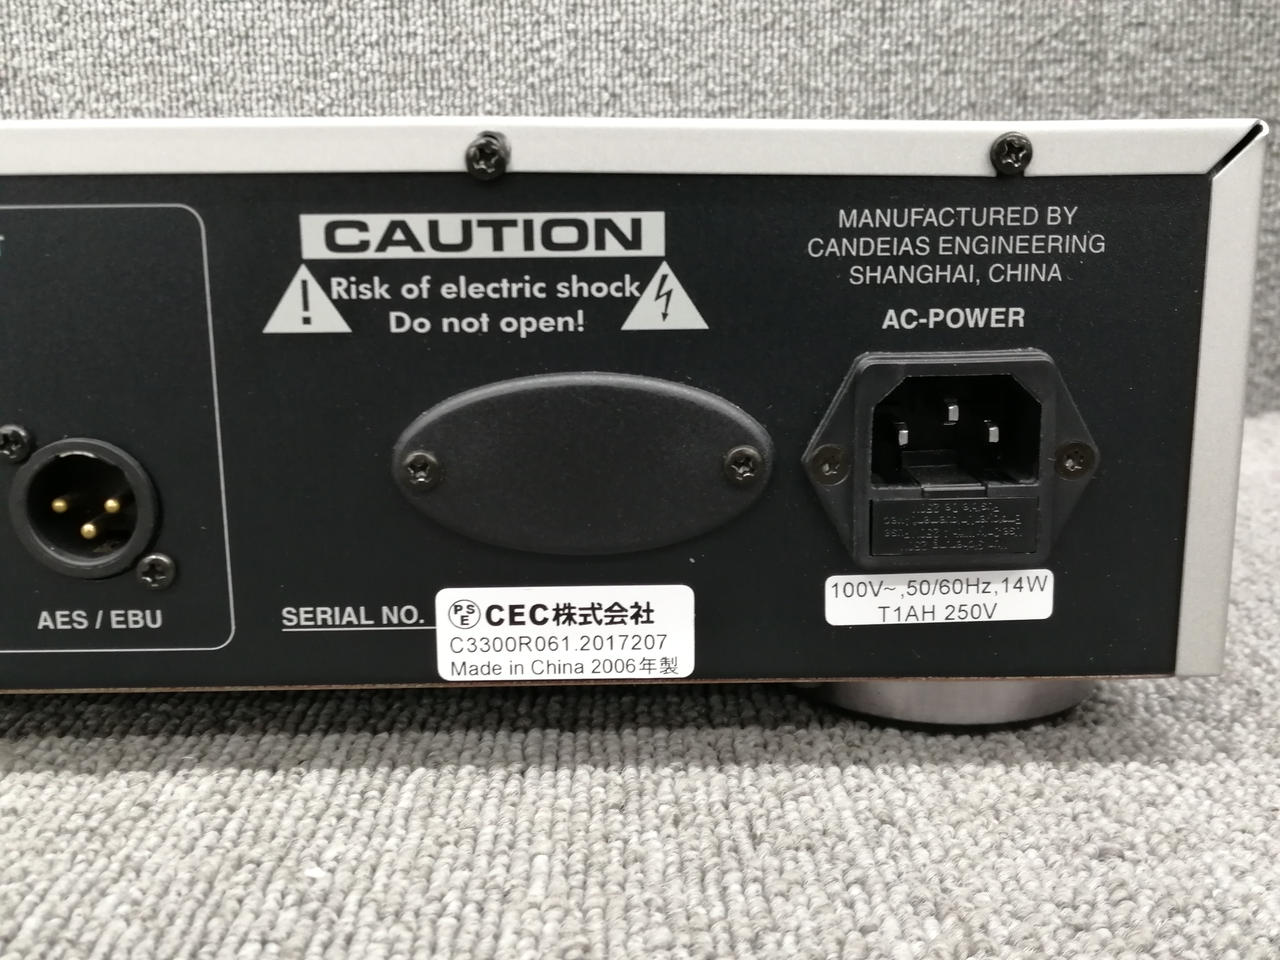 CAUTION
Risk of electric shock
Do not open!
MANUFACTURED BY
CANDEIAS ENGINEERING
SHANGHAI, CHINA
AC-POWER
100V~,50/60Hz,14W
T1AH 250V
AES / EBU
SERIAL NO.
PSE CEC株式会社
C3300R061.2017207
Made in China 2006年製